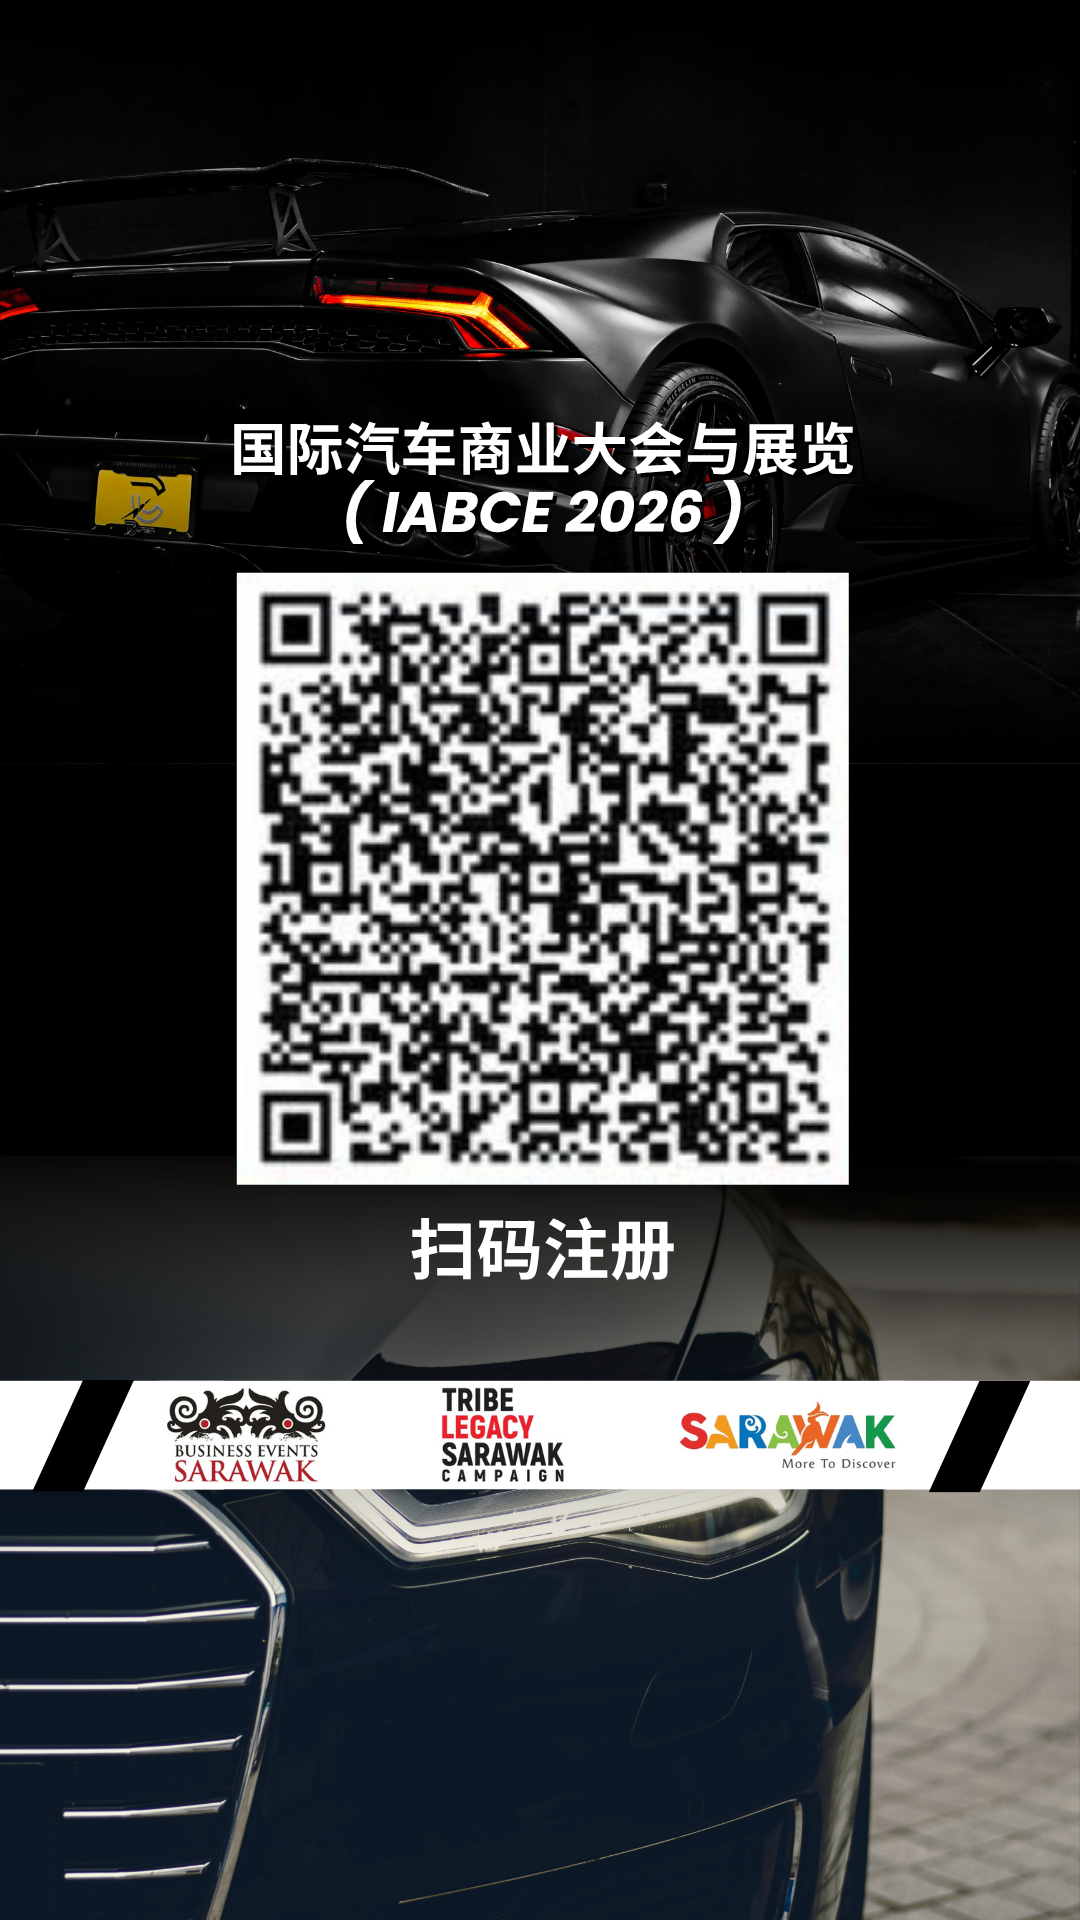 国际汽车商业大会与展览
( IABCE 2026 )
扫码注册
BUSINESS EVENTS
SARAWAK
TRIBE
LEGACY
SARAWAK
CAMPAIGN
SARAWAK
More To Discover